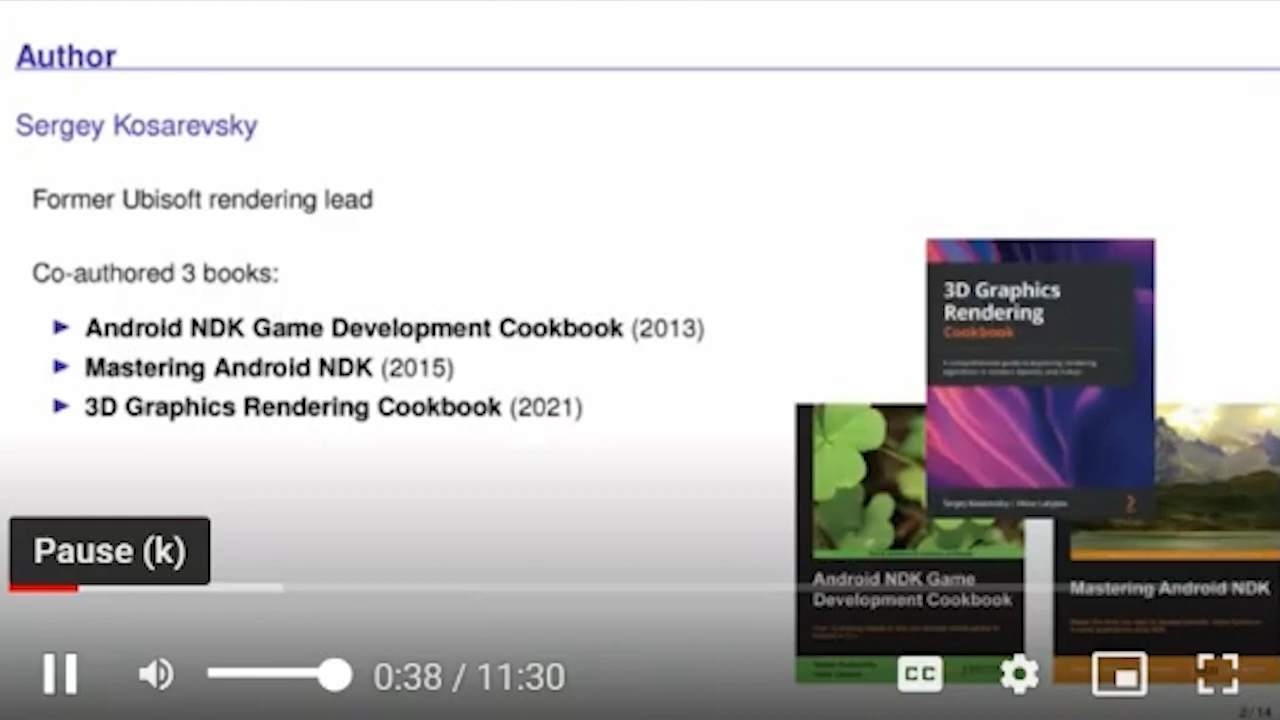 Author
Sergey Kosarevsky
Former Ubisoft rendering lead
Co-authored 3 books:
Android NDK Game Development Cookbook (2013)
Mastering Android NDK (2015)
3D Graphics Rendering Cookbook (2021)
3D Graphics
Rendering
Cookbook
Android NDK Game
Development Cookbook
Mastering Android NDK
Pause (k)
0:38 / 11:30
CC
2/14